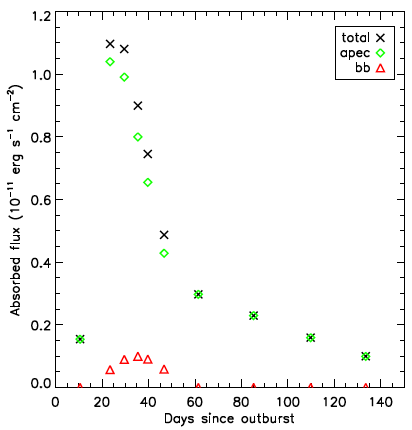 1.2
1.0
0.8
0.6
0.4
0.2
0.0
Absorbed flux (10⁻¹¹ erg s⁻¹ cm⁻²)
total
apec
bb
0 20 40 60 80 100 120 140
Days since outburst